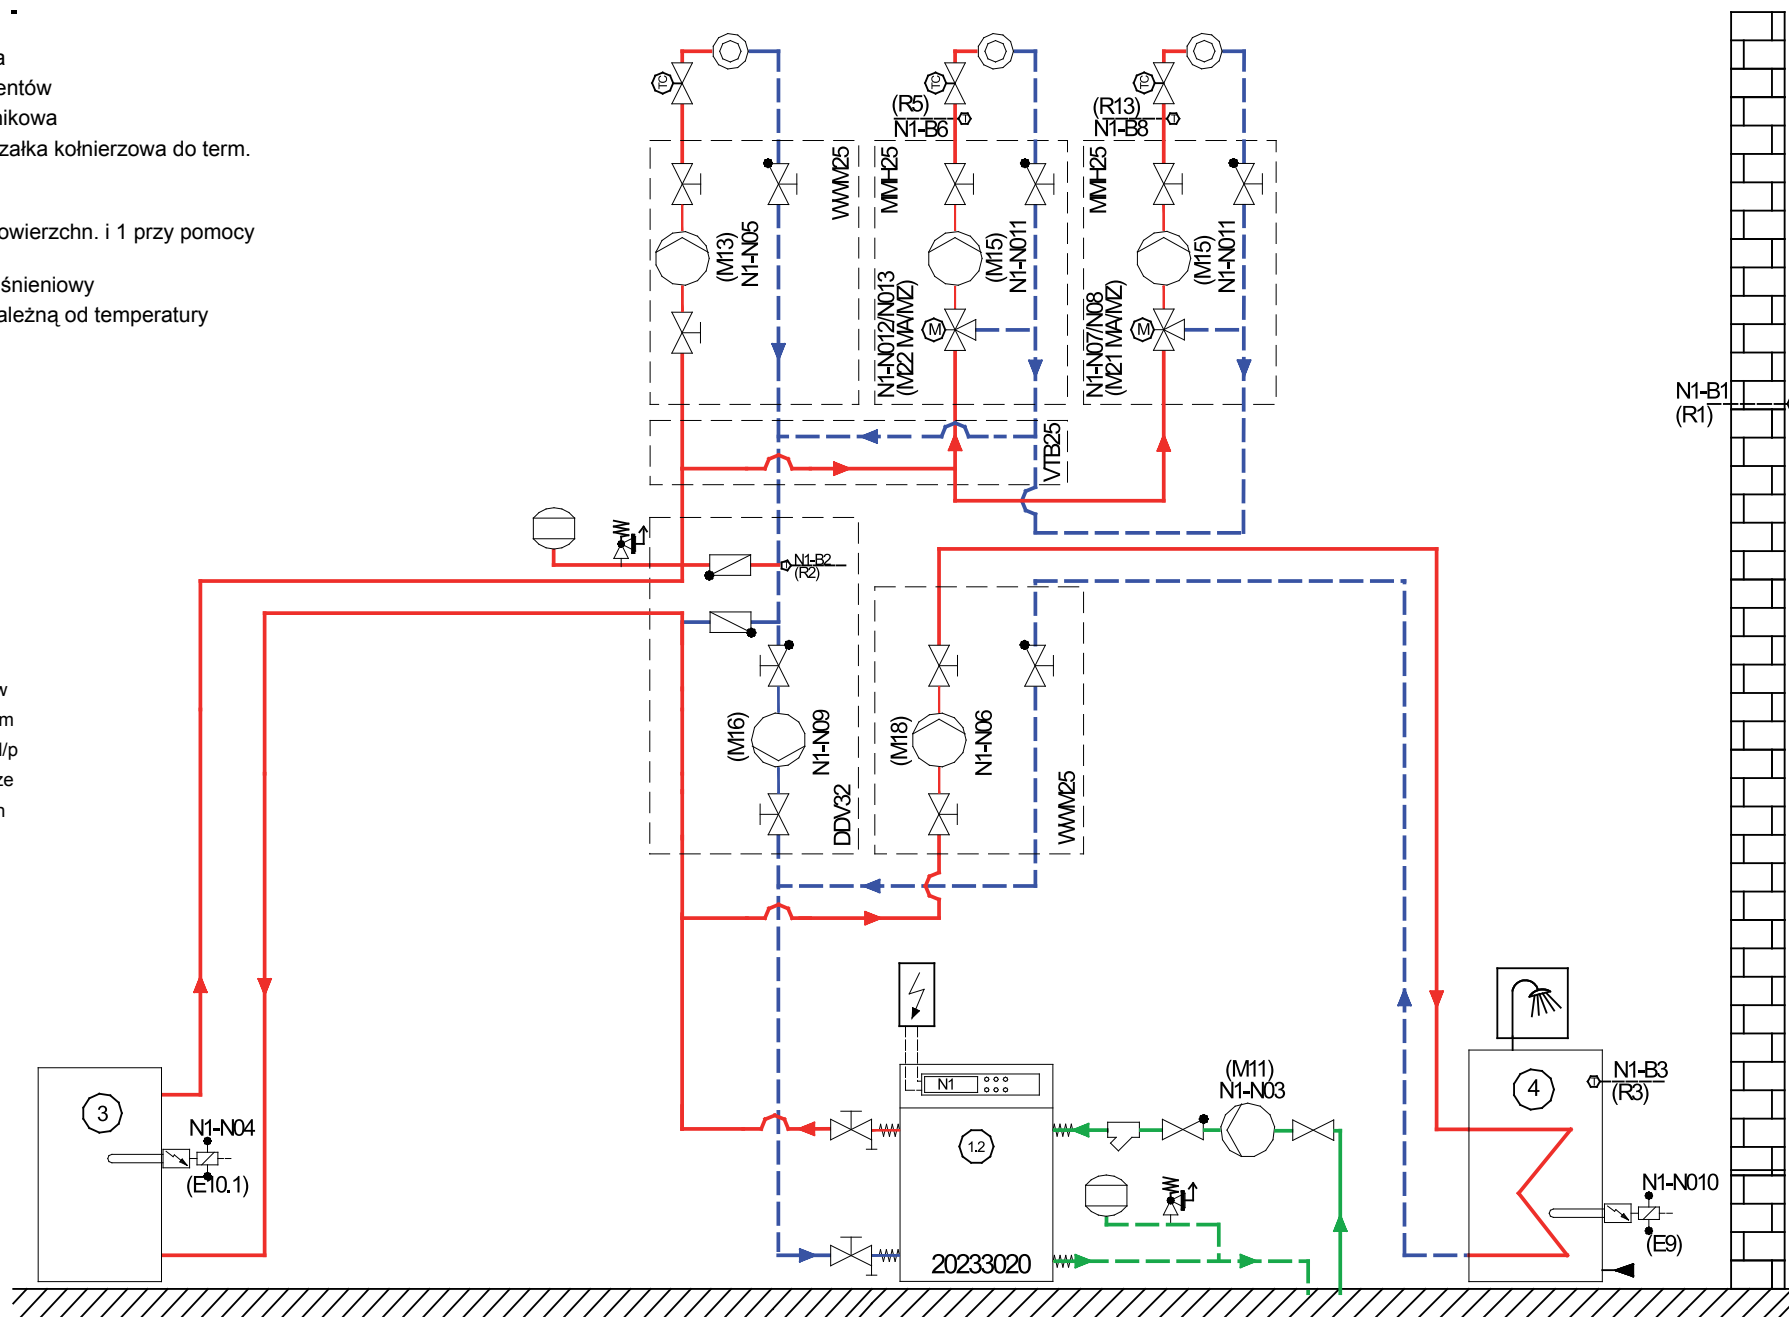 -
a
entów
nikowa
załka kołnierzowa do term.
owierzchn. i 1 przy pomocy
śnieniowy
ależną od temperatury
w
m
l/p
ze
h
TC
TC
TC
(R5)
N1-B6
(R13)
N1-B8
WWM25
MMH25
MMH25
(M13)
N1-N05
(M15)
N1-N011
(M15)
N1-N011
N1-N012/N013
(M22 MA/MZ)
M
N1-N07/N08
(M21 MA/MZ)
M
VTB25
N1-B1
(R1)
N1-B2
(R2)
(M16)
N1-N09
DDV32
(M18)
N1-N06
WWM25
N1
1.2
20233020
(M11)
N1-N03
3
N1-N04
(E10.1)
4
N1-B3
(R3)
N1-N010
(E9)